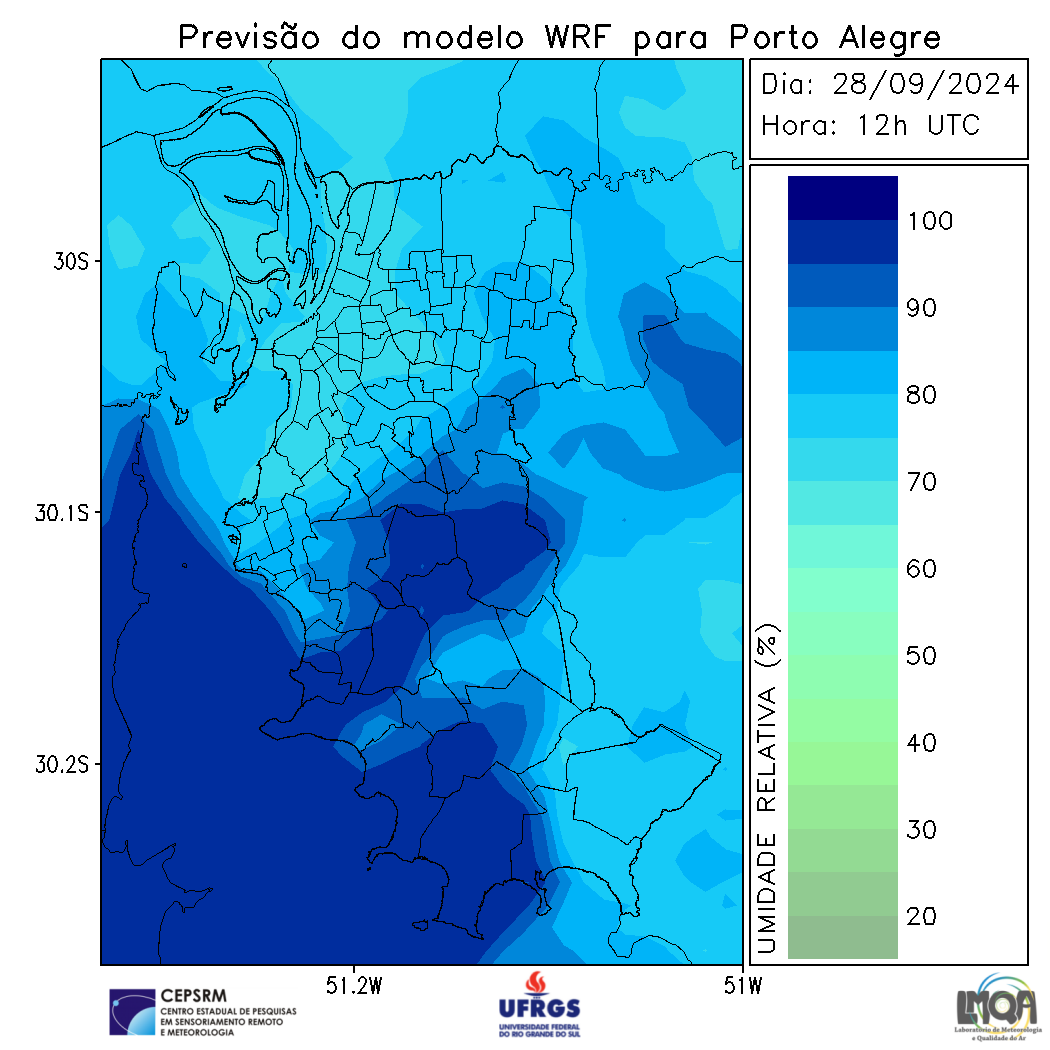 Previsão do modelo WRF para Porto Alegre
Dia: 28/09/2024
Hora: 12h UTC
30S
30.1S
30.2S
51.2W
51W
100
90
80
70
60
50
40
30
20
UMIDADE RELATIVA (%)
CEPSRM
CENTRO ESTADUAL DE PESQUISAS
EM SENSORIAMENTO REMOTO
E METEOROLOGIA
UFRGS
UNIVERSIDADE FEDERAL
DO RIO GRANDE DO SUL
LMQA
Laboratório de Meteorologia
e Qualidade do Ar